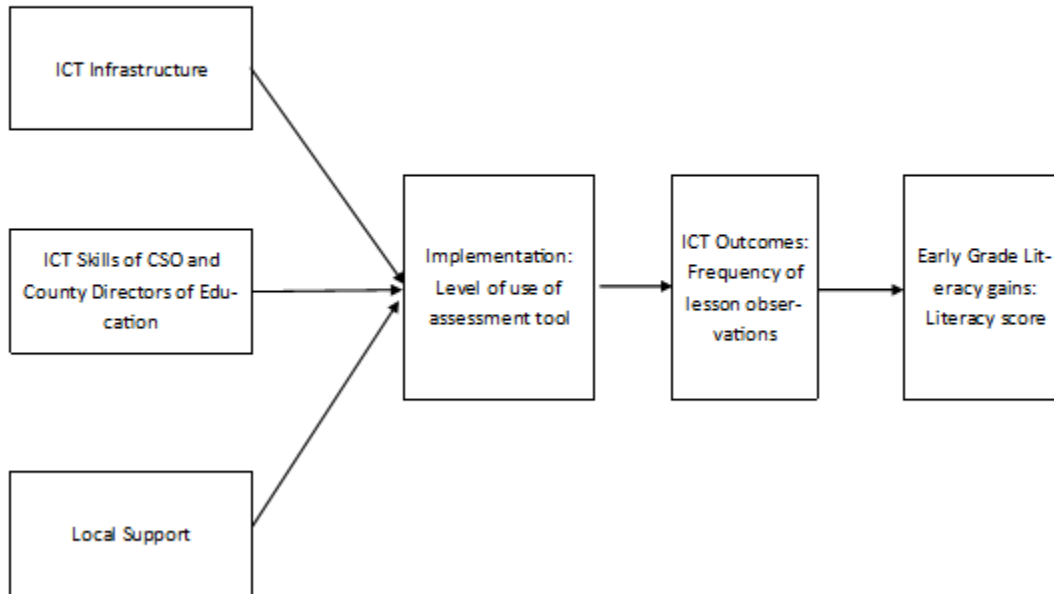 ICT Infrastructure
ICT Skills of CSO and
County Directors of Edu-
cation
Local Support
Implementation:
Level of use of
assessment tool
ICT Outcomes:
Frequency of
lesson obser-
vations
Early Grade Lit-
eracy gains:
Literacy score